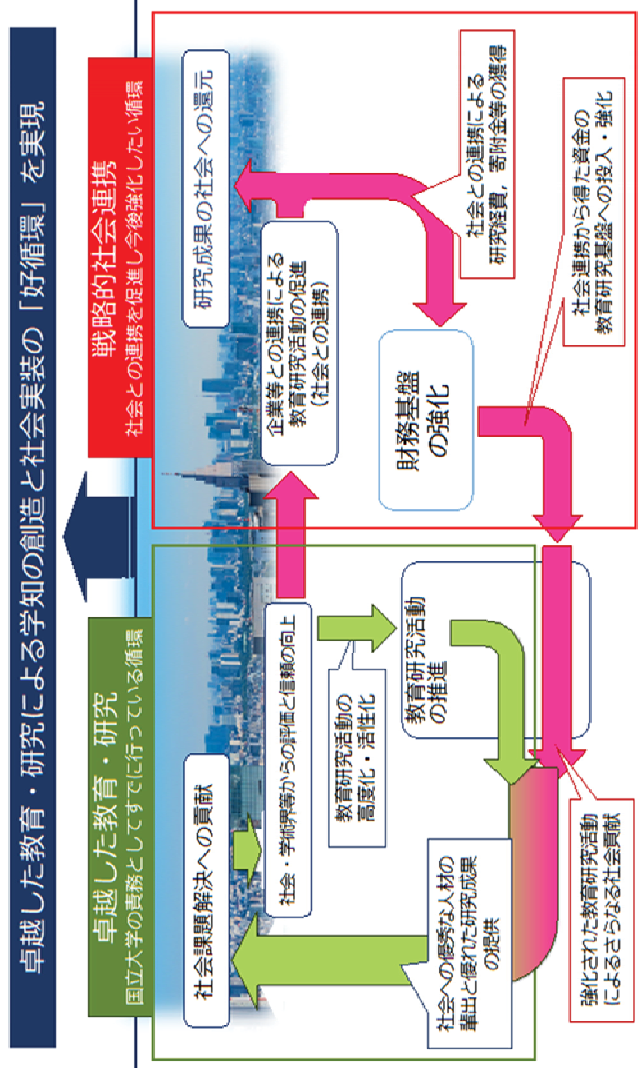 卓越した教育・研究による学知の創造と社会実装の「好循環」を実現
卓越した教育・研究
国立大学の責務としてすでに行っている循環
戦略的社会連携
社会との連携を促進し今後強化したい循環
社会課題解決への貢献
社会・学術界等からの評価と信頼の向上
教育研究活動の
高度化・活性化
教育研究活動
の推進
社会への優秀な人材の
輩出と優れた研究成果
の提供
強化された教育研究活動
によるさらなる社会貢献
研究成果の社会への還元
企業等との連携による
教育研究活動の促進
(社会との連携)
社会との連携による
研究経費，寄附金等の獲得
財務基盤
の強化
社会連携から得た資金の
教育研究基盤への投入・強化